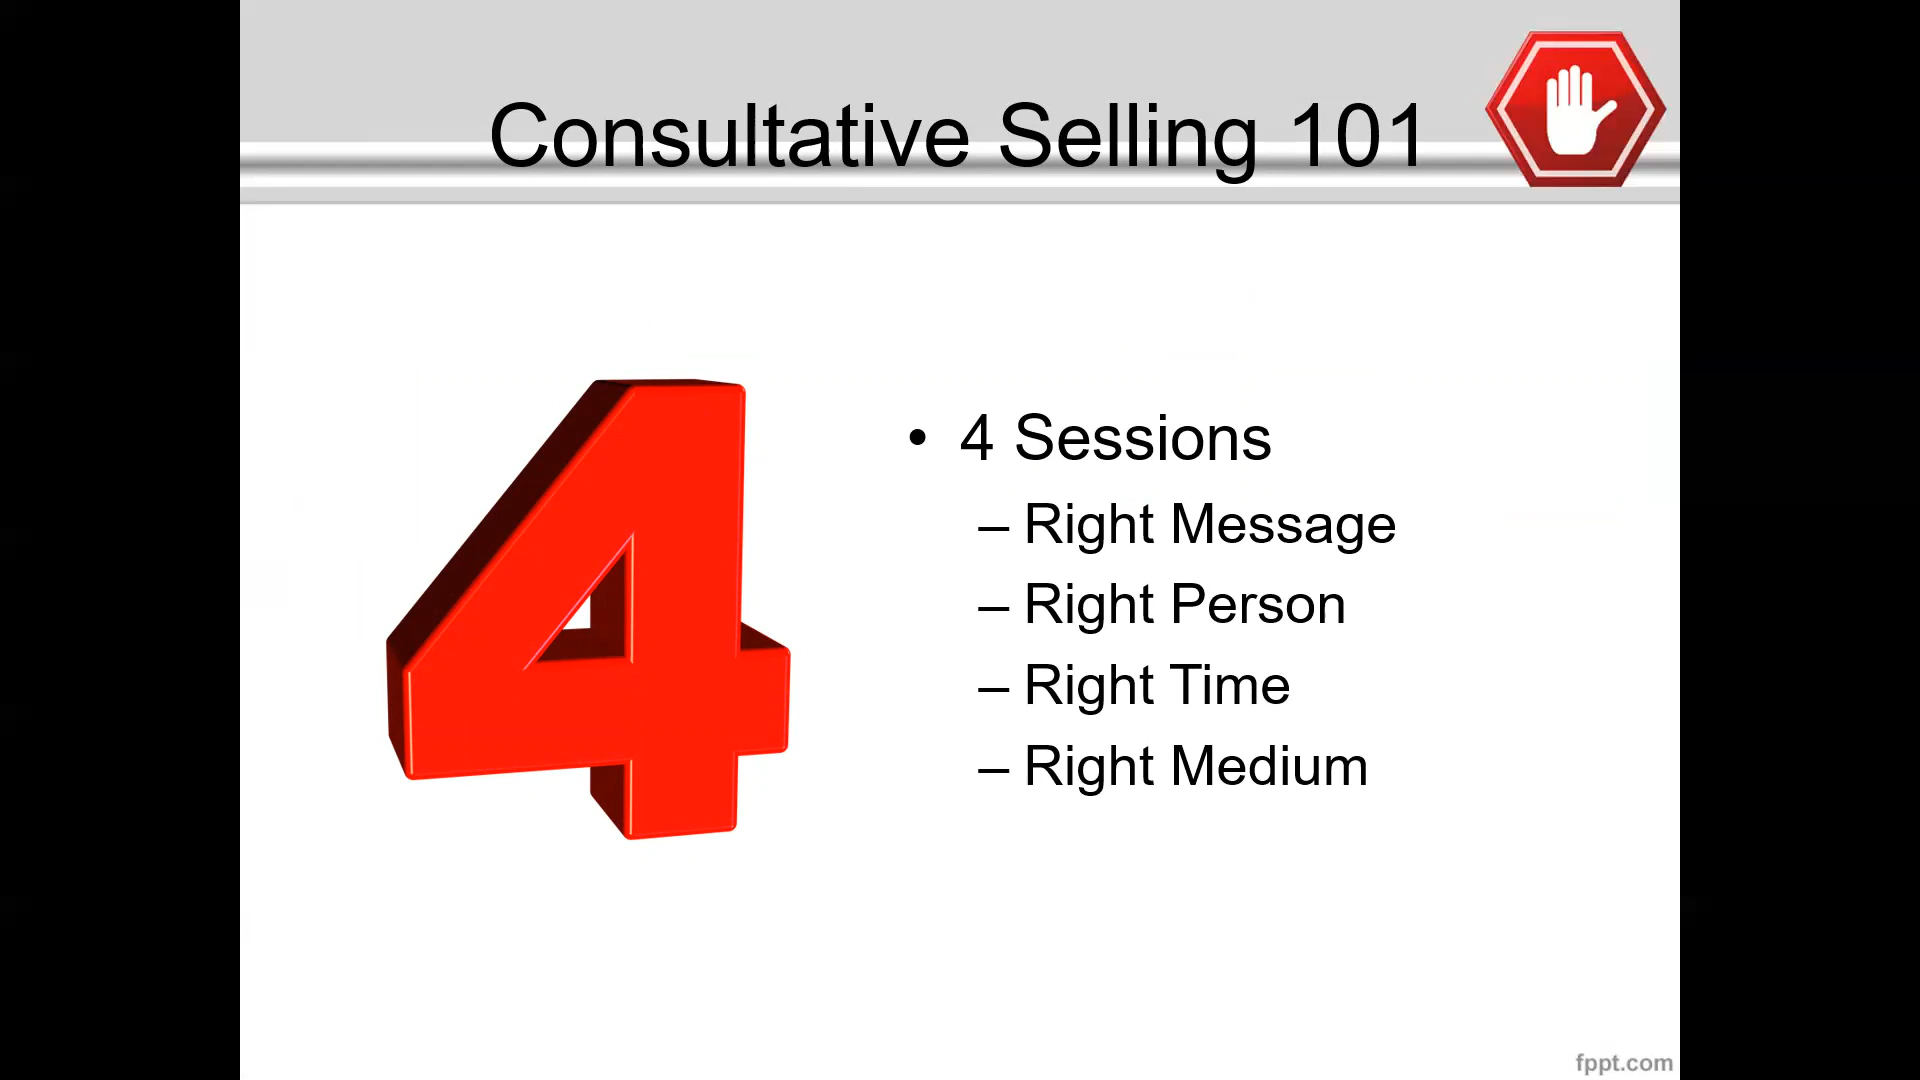 Consultative Selling 101
4
• 4 Sessions
– Right Message
– Right Person
– Right Time
– Right Medium
fppt.com